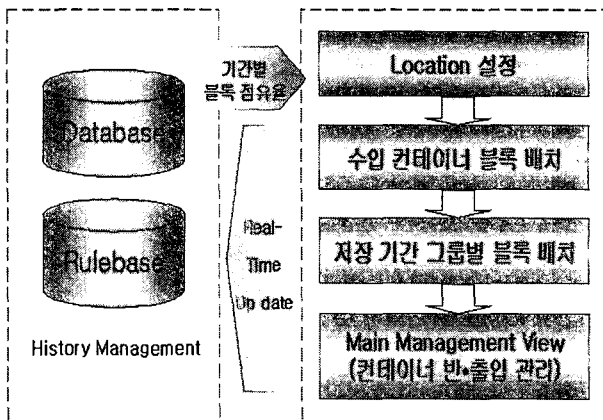 Database
Rulebase
History Management
기간별
블록 점유율
Real-
Time
Up date
Location 설정
수입 컨테이너 블록 배치
저장 기간 그룹별 블록 배치
Main Management View
(컨테이너 반•출입 관리)